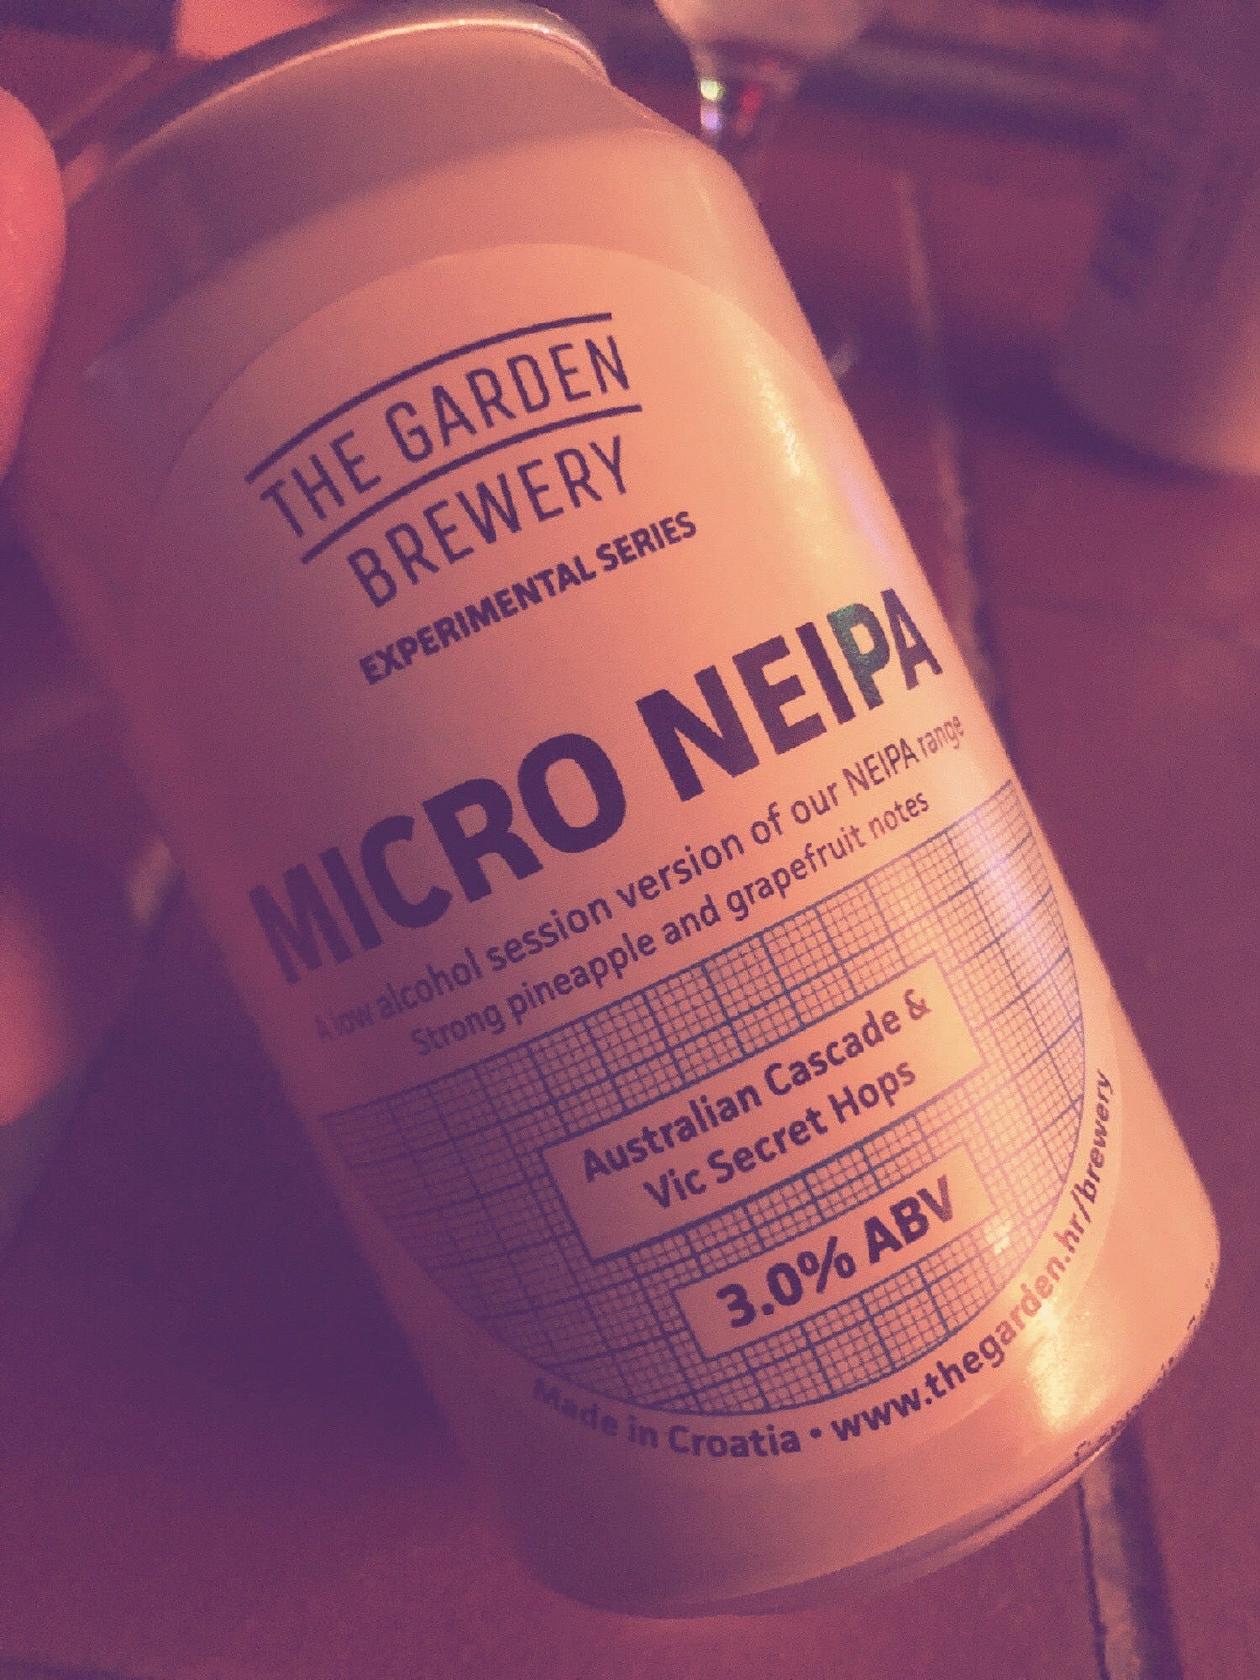 THE GARDEN
BREWERY
EXPERIMENTAL SERIES
MICRO NEIPA
A low alcohol session version of our NEIPA range
Strong pineapple and grapefruit notes
Australian Cascade &
Vic Secret Hops
3.0% ABV
Made in Croatia • www.thegarden.hr/brewery